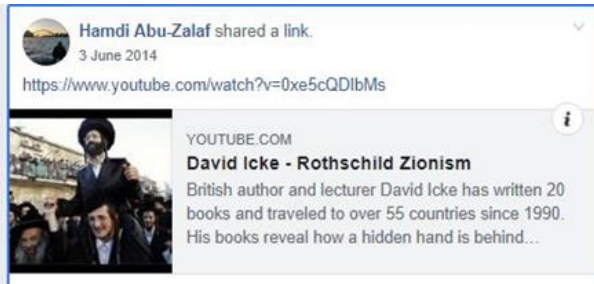 Hamdi Abu-Zalaf shared a link.
3 June 2014
https://www.youtube.com/watch?v=0xe5cQDIbMs
YOUTUBE.COM
David Icke - Rothschild Zionism
British author and lecturer David Icke has written 20
books and traveled to over 55 countries since 1990.
His books reveal how a hidden hand is behind...